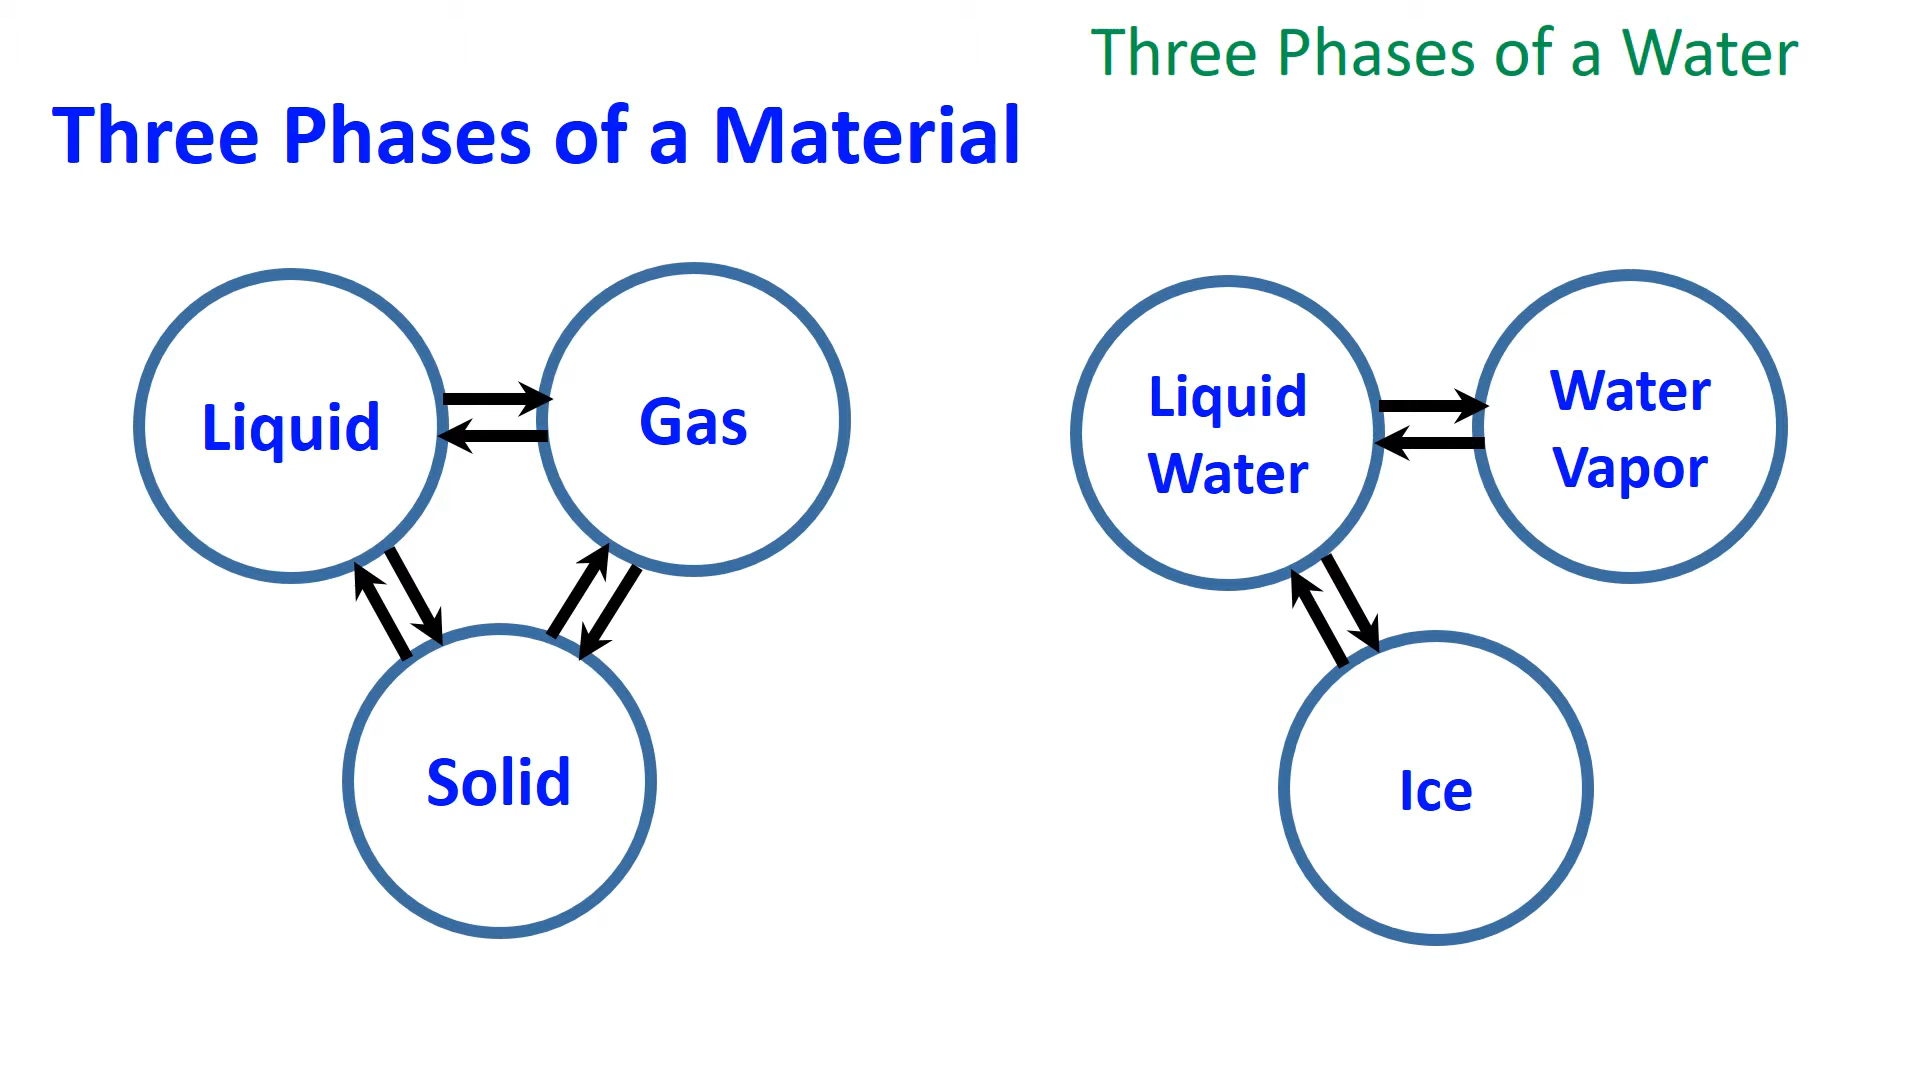 Three Phases of a Water
Three Phases of a Material
Liquid
Gas
Solid
Liquid
Water
Water
Vapor
Ice